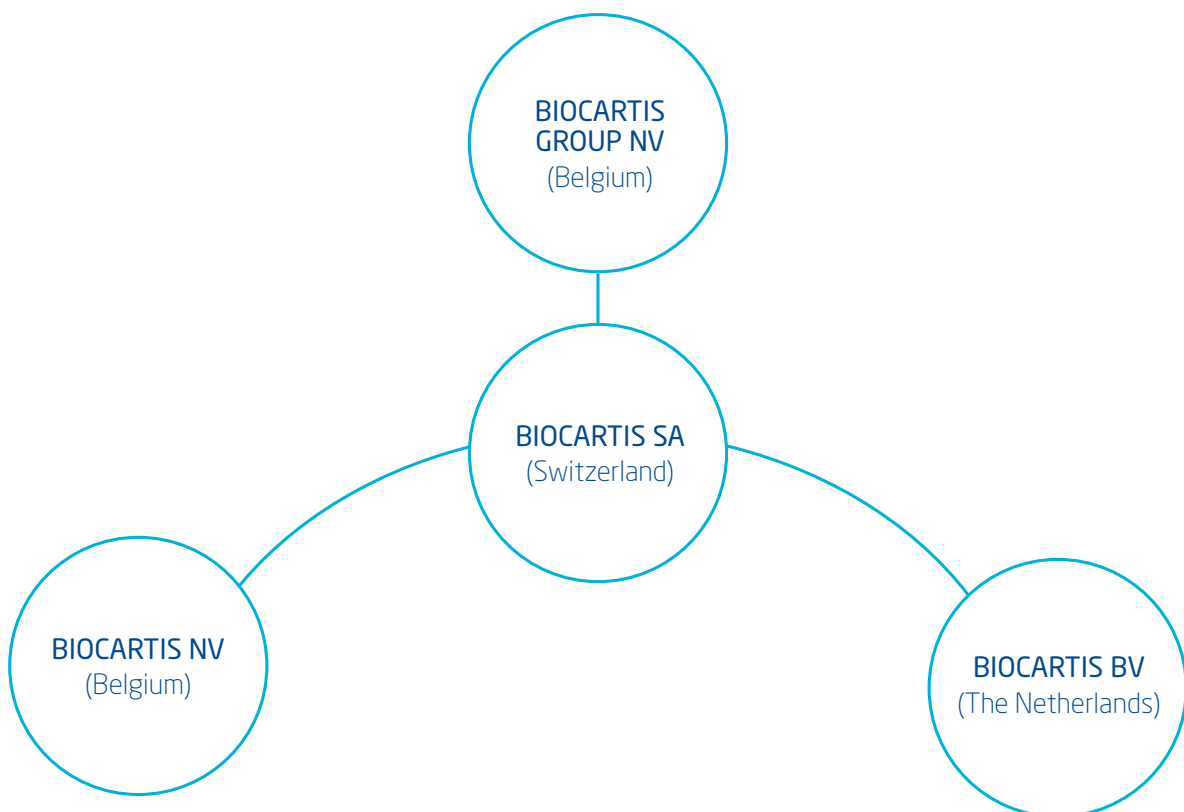 BIOCARTIS
GROUP NV
(Belgium)
BIOCARTIS SA
(Switzerland)
BIOCARTIS NV
(Belgium)
BIOCARTIS BV
(The Netherlands)